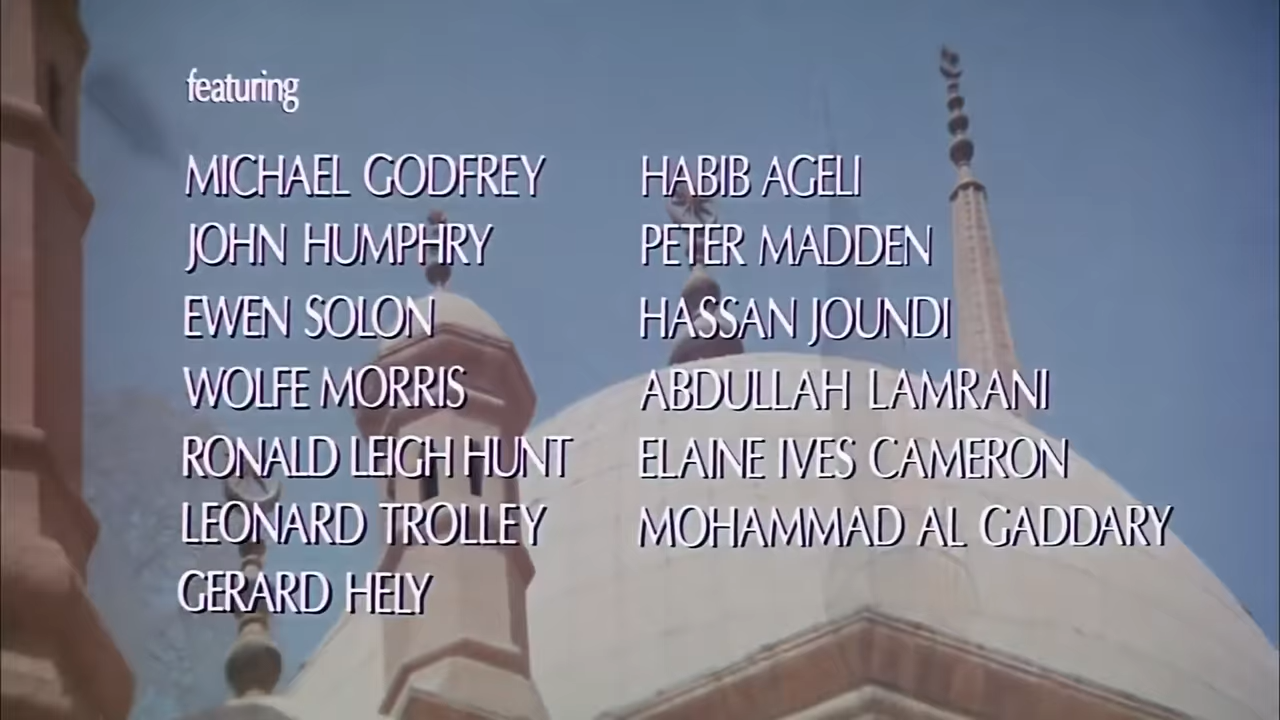 featuring
MICHAEL GODFREY
JOHN HUMPHRY
EWEN SOLON
WOLFE MORRIS
RONALD LEIGH HUNT
LEONARD TROLLEY
GERARD HELY
HABIB AGELI
PETER MADDEN
HASSAN JOUNDI
ABDULLAH LAMRANI
ELAINE IVES CAMERON
MOHAMMAD AL GADDARY